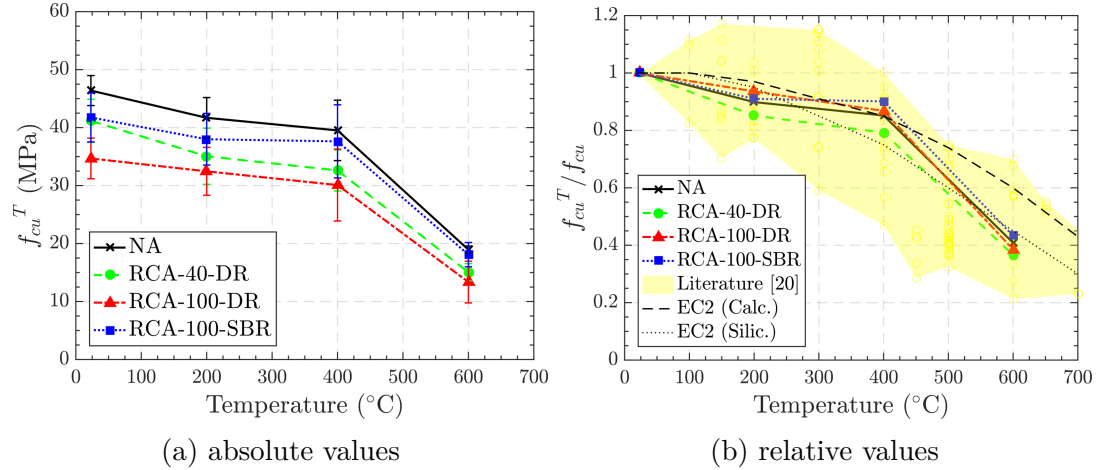 60
50
40
30
20
10
0
0 100 200 300 400 500 600 700
f_cu^T (MPa)
Temperature (°C)
NA
RCA-40-DR
RCA-100-DR
RCA-100-SBR
(a) absolute values
1.2
1
0.8
0.6
0.4
0.2
0 100 200 300 400 500 600 700
f_cu^T / f_cu
Temperature (°C)
NA
RCA-40-DR
RCA-100-DR
RCA-100-SBR
Literature [20]
EC2 (Calc.)
EC2 (Silic.)
(b) relative values